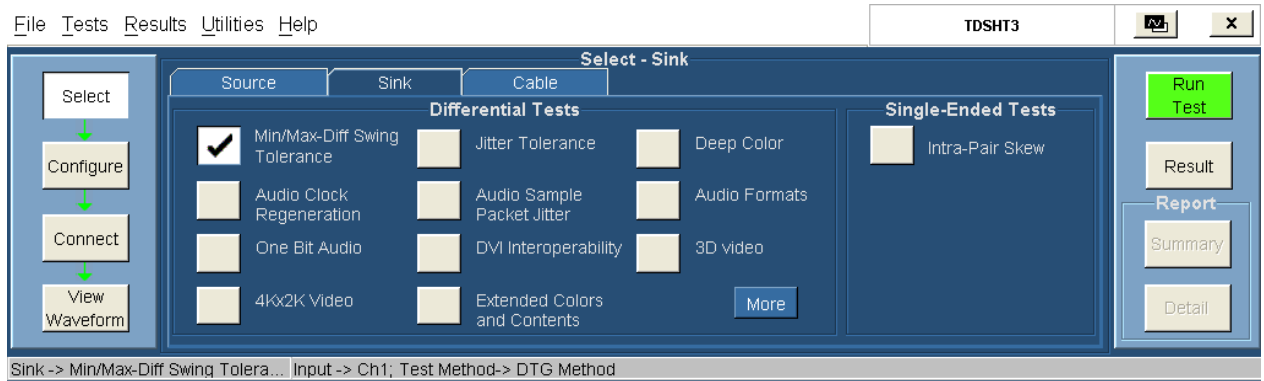 File Tests Results Utilities Help
TDSHT3
x
Select - Sink
Source Sink Cable
Select
Configure
Connect
View
Waveform
Differential Tests
Min/Max-Diff Swing
Tolerance
Jitter Tolerance
Deep Color
Audio Clock
Regeneration
Audio Sample
Packet Jitter
Audio Formats
One Bit Audio
DVI Interoperability
3D video
4Kx2K Video
Extended Colors
and Contents
More
Single-Ended Tests
Intra-Pair Skew
Run
Test
Result
Report
Summary
Detail
Sink -> Min/Max-Diff Swing Tolera... Input -> Ch1; Test Method-> DTG Method